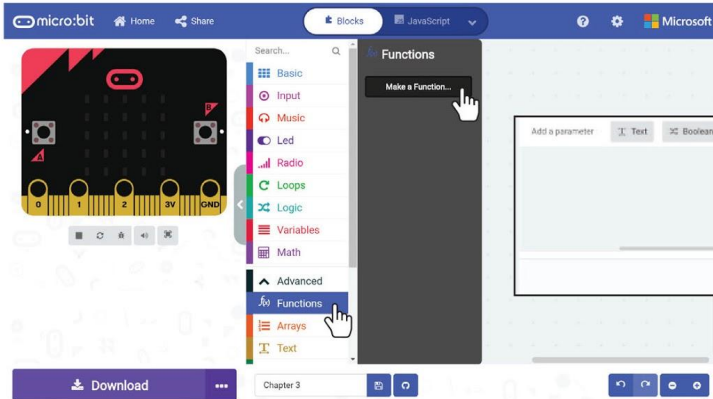 micro:bit Home Share Blocks JavaScript ? Microsoft
Search...
Basic
Input
Music
Led
Radio
Loops
Logic
Variables
Math
Advanced
Functions
Arrays
Text
Functions
Make a Function...
Add a parameter Text Boolean
A
B
0 1 2 3V GND
Download ...
Chapter 3